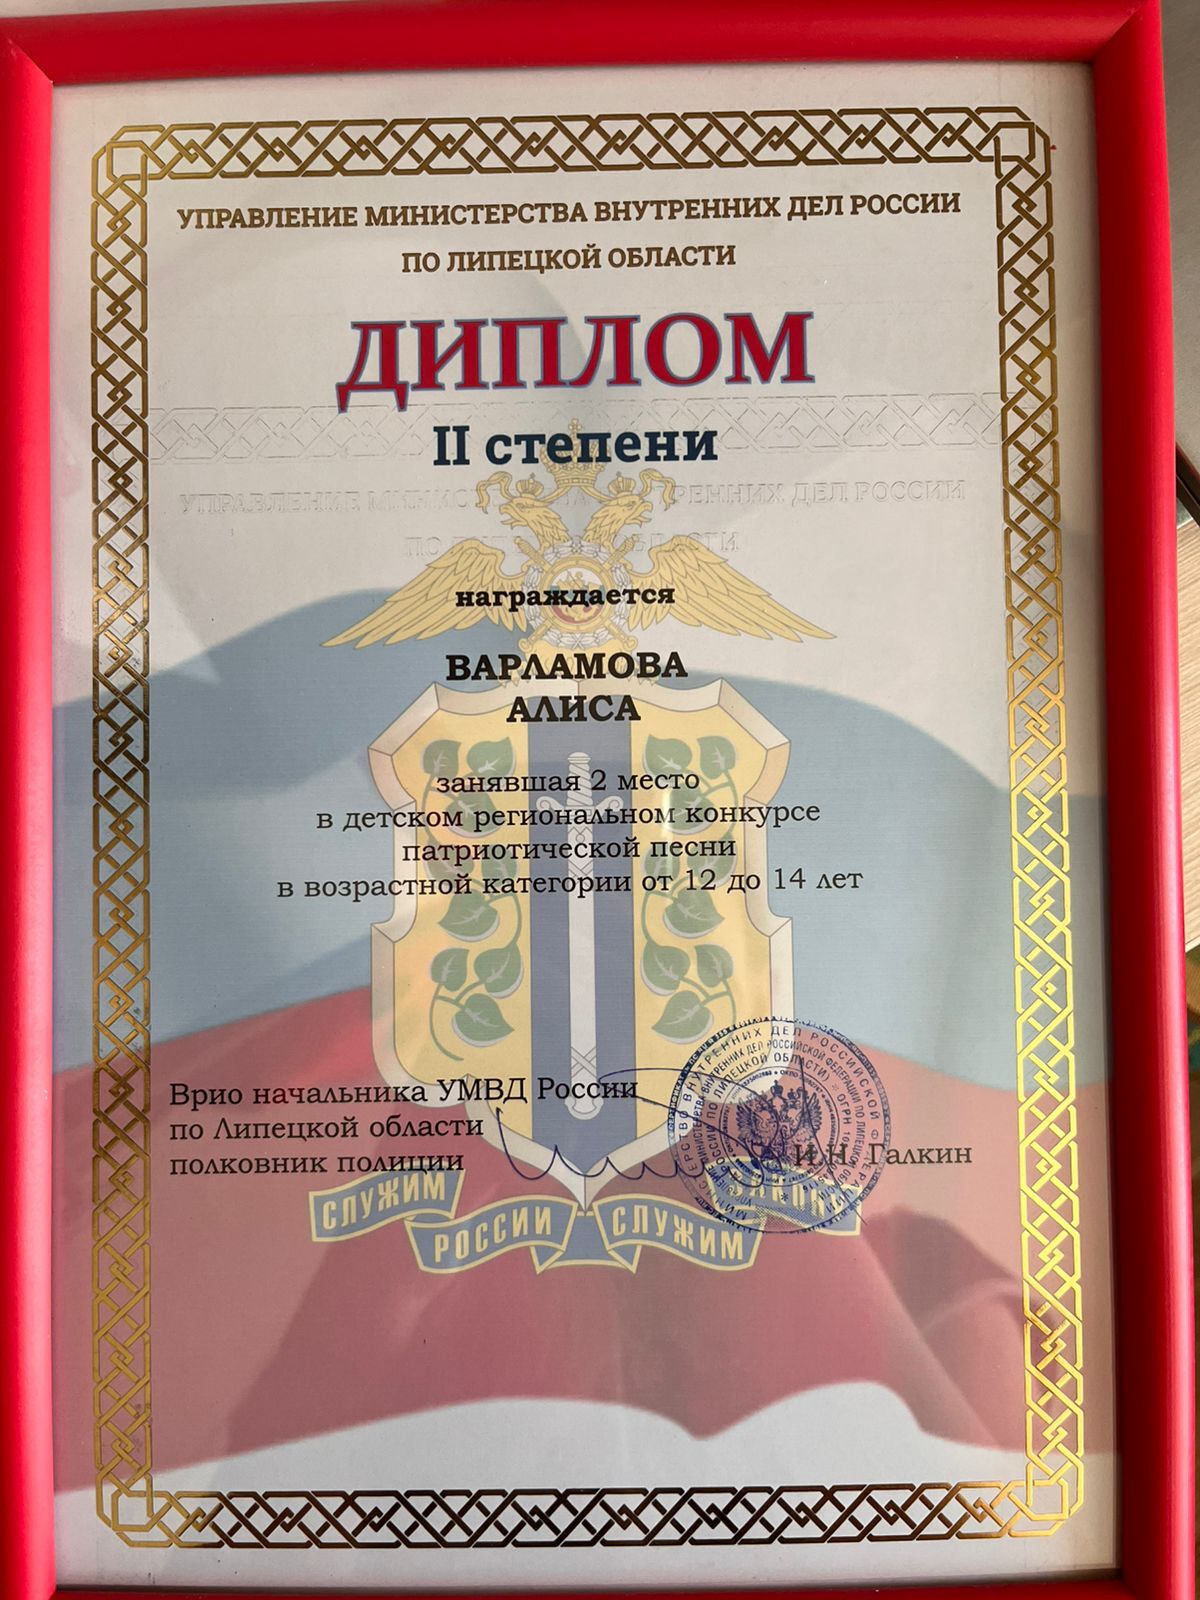 УПРАВЛЕНИЕ МИНИСТЕРСТВА ВНУТРЕННИХ ДЕЛ РОССИИ
ПО ЛИПЕЦКОЙ ОБЛАСТИ
ДИПЛОМ
II степени
награждается
ВАРЛАМОВА
АЛИСА
занявшая 2 место
в детском региональном конкурсе
патриотической песни
в возрастной категории от 12 до 14 лет
Врио начальника УМВД России
по Липецкой области
полковник полиции
И.Н. Галкин
СЛУЖИМ
РОССИИ
СЛУЖИМ